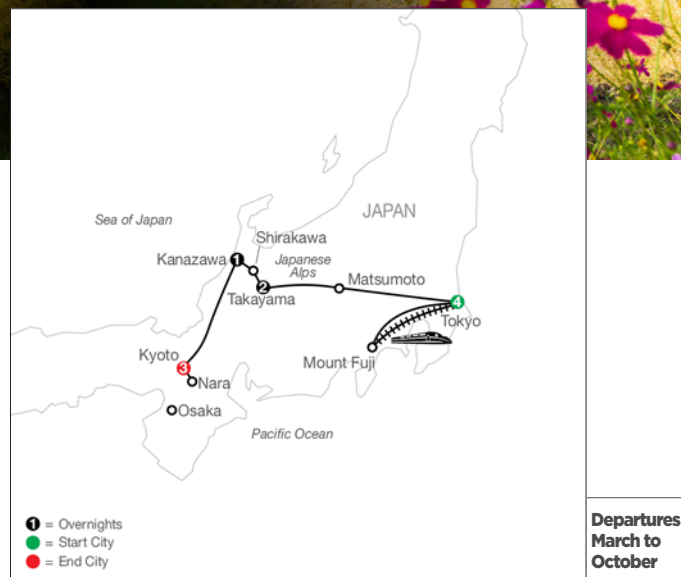 JAPAN
Sea of Japan
Shirakawa
Kanazawa
1
Japanese
Alps
Matsumoto
2
Takayama
4
Tokyo
Kyoto
Mount Fuji
3
Nara
Osaka
Pacific Ocean
1 = Overnights
= Start City
= End City
Departures
March to
October